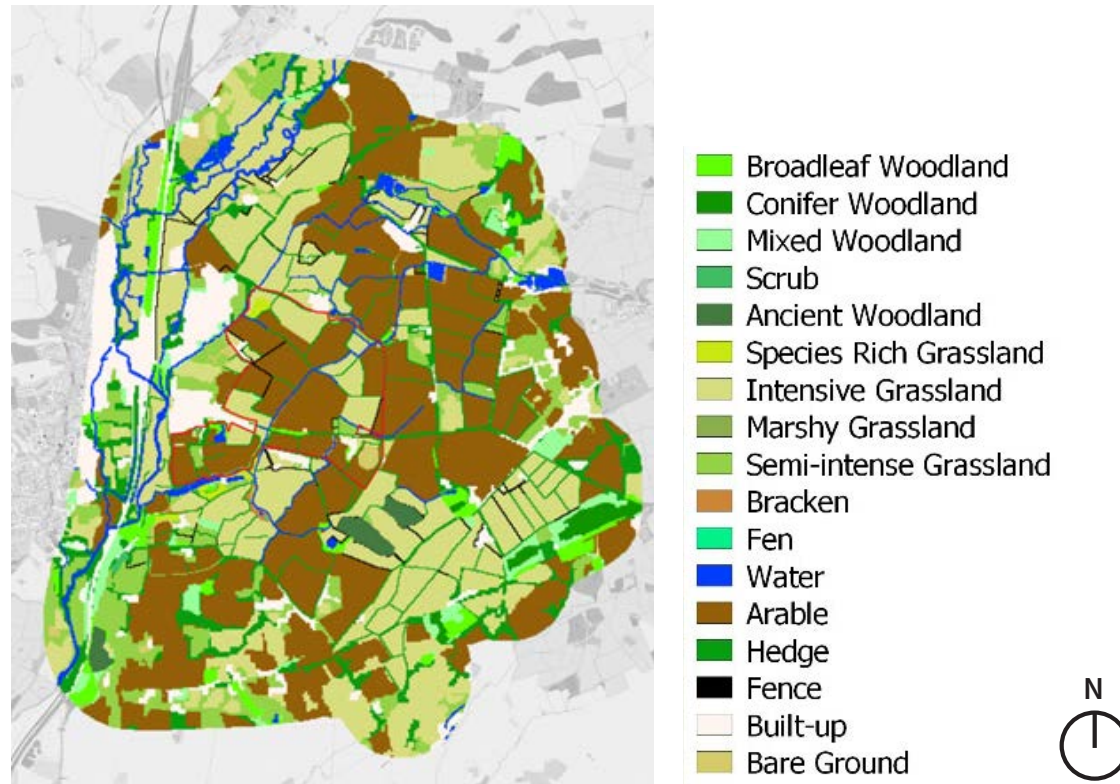 Broadleaf Woodland
Conifer Woodland
Mixed Woodland
Scrub
Ancient Woodland
Species Rich Grassland
Intensive Grassland
Marshy Grassland
Semi-intense Grassland
Bracken
Fen
Water
Arable
Hedge
Fence
Built-up
Bare Ground
N